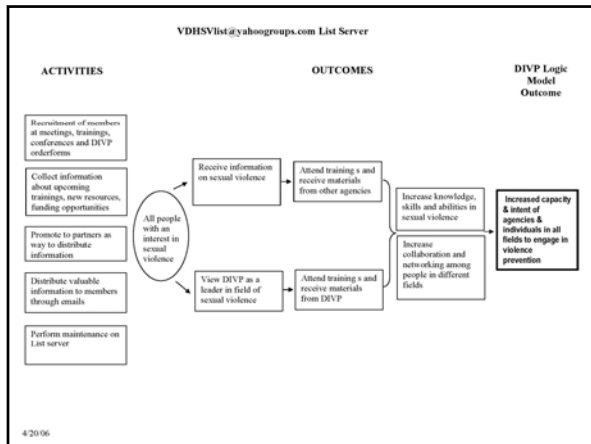 VDHSVlist@yahoogroups.com List Server
ACTIVITIES
OUTCOMES
DIVP Logic
Model
Outcome
Recruitment of members
at meetings, trainings,
conferences and DIVP
orderforms
Collect information
about upcoming
trainings, new resources,
funding opportunities
Promote to partners as
way to distribute
information
Distribute valuable
information to members
through emails
Perform maintenance on
List server
All people
with an
interest in
sexual
violence
Receive information
on sexual violence
View DIVP as a
leader in field of
sexual violence
Attend training s and
receive materials
from other agencies
Attend training s and
receive materials
from DIVP
Increase knowledge,
skills and abilities in
sexual violence
Increase
collaboration and
networking among
people in different
fields
Increased capacity
& intent of
agencies &
individuals in all
fields to engage in
violence
prevention
4/20/06